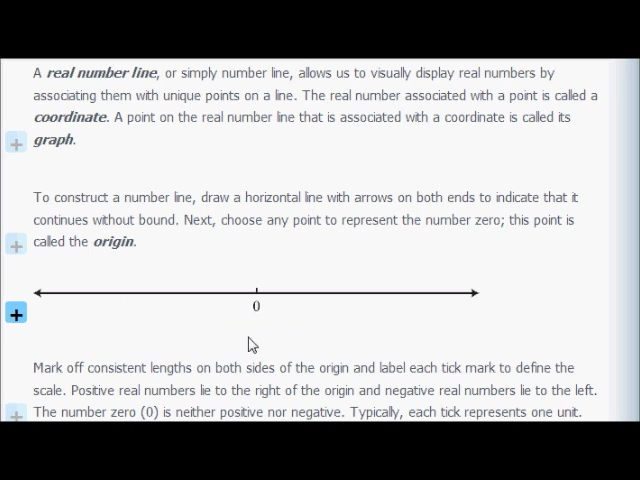 A real number line, or simply number line, allows us to visually display real numbers by
associating them with unique points on a line. The real number associated with a point is called a
coordinate. A point on the real number line that is associated with a coordinate is called its
graph.
To construct a number line, draw a horizontal line with arrows on both ends to indicate that it
continues without bound. Next, choose any point to represent the number zero; this point is
called the origin.
0
Mark off consistent lengths on both sides of the origin and label each tick mark to define the
scale. Positive real numbers lie to the right of the origin and negative real numbers lie to the left.
The number zero (0) is neither positive nor negative. Typically, each tick represents one unit.